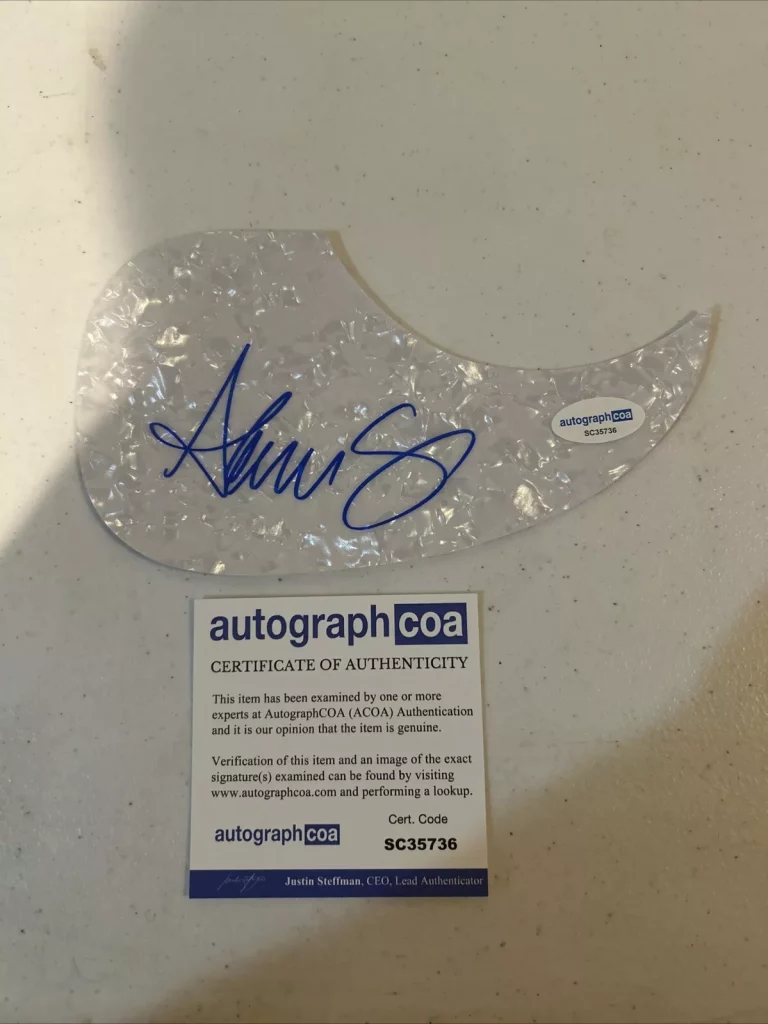 autographcoa
SC35736
autographcoa
CERTIFICATE OF AUTHENTICITY
This item has been examined by one or more
experts at AutographCOA (ACOA) Authentication
and it is our opinion that the item is genuine.
Verification of this item and an image of the exact
signature(s) examined can be found by visiting
www.autographcoa.com and performing a lookup.
autographcoa
Cert. Code
SC35736
Justin Steffman, CEO, Lead Authenticator